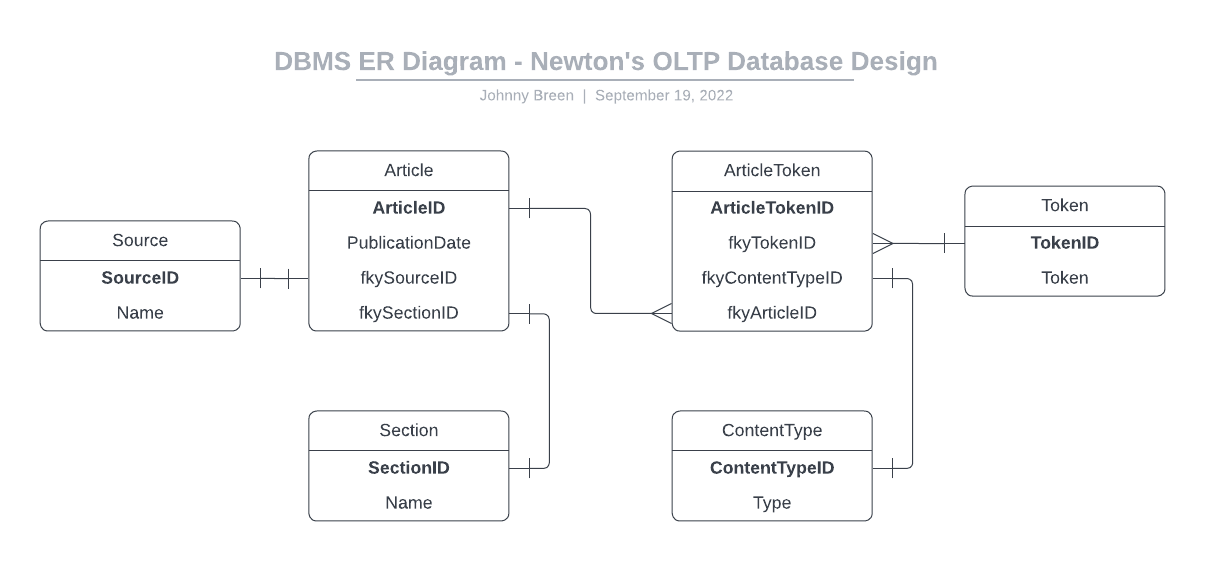 DBMS ER Diagram - Newton's OLTP Database Design
Johnny Breen | September 19, 2022
Source
SourceID
Name
Article
ArticleID
PublicationDate
fkySourceID
fkySectionID
Section
SectionID
Name
ArticleToken
ArticleTokenID
fkyTokenID
fkyContentTypeID
fkyArticleID
ContentType
ContentTypeID
Type
Token
TokenID
Token